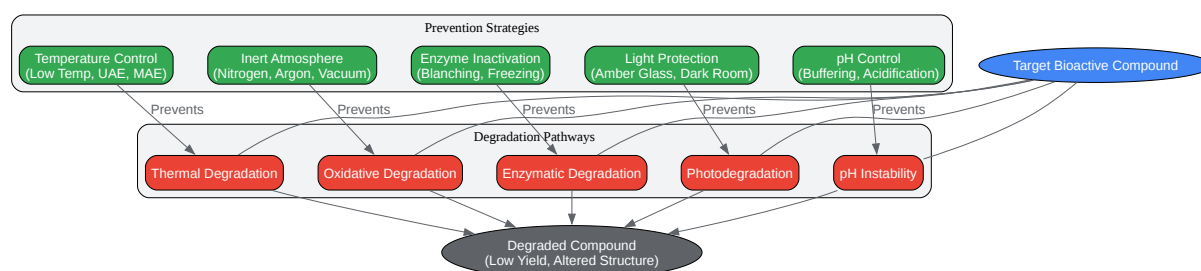 Prevention Strategies
Temperature Control
(Low Temp, UAE, MAE)
Inert Atmosphere
(Nitrogen, Argon, Vacuum)
Enzyme Inactivation
(Blanching, Freezing)
Light Protection
(Amber Glass, Dark Room)
pH Control
(Buffering, Acidification)
Target Bioactive Compound
Prevents
Prevents
Prevents
Prevents
Prevents
Degradation Pathways
Thermal Degradation
Oxidative Degradation
Enzymatic Degradation
Photodegradation
pH Instability
Degraded Compound
(Low Yield, Altered Structure)